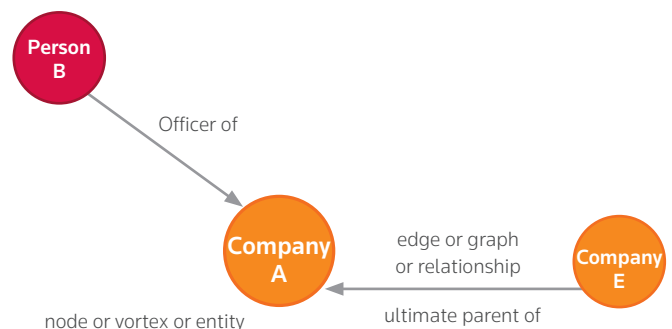 Person
B
Officer of
Company
A
edge or graph
or relationship
Company
E
node or vortex or entity
ultimate parent of